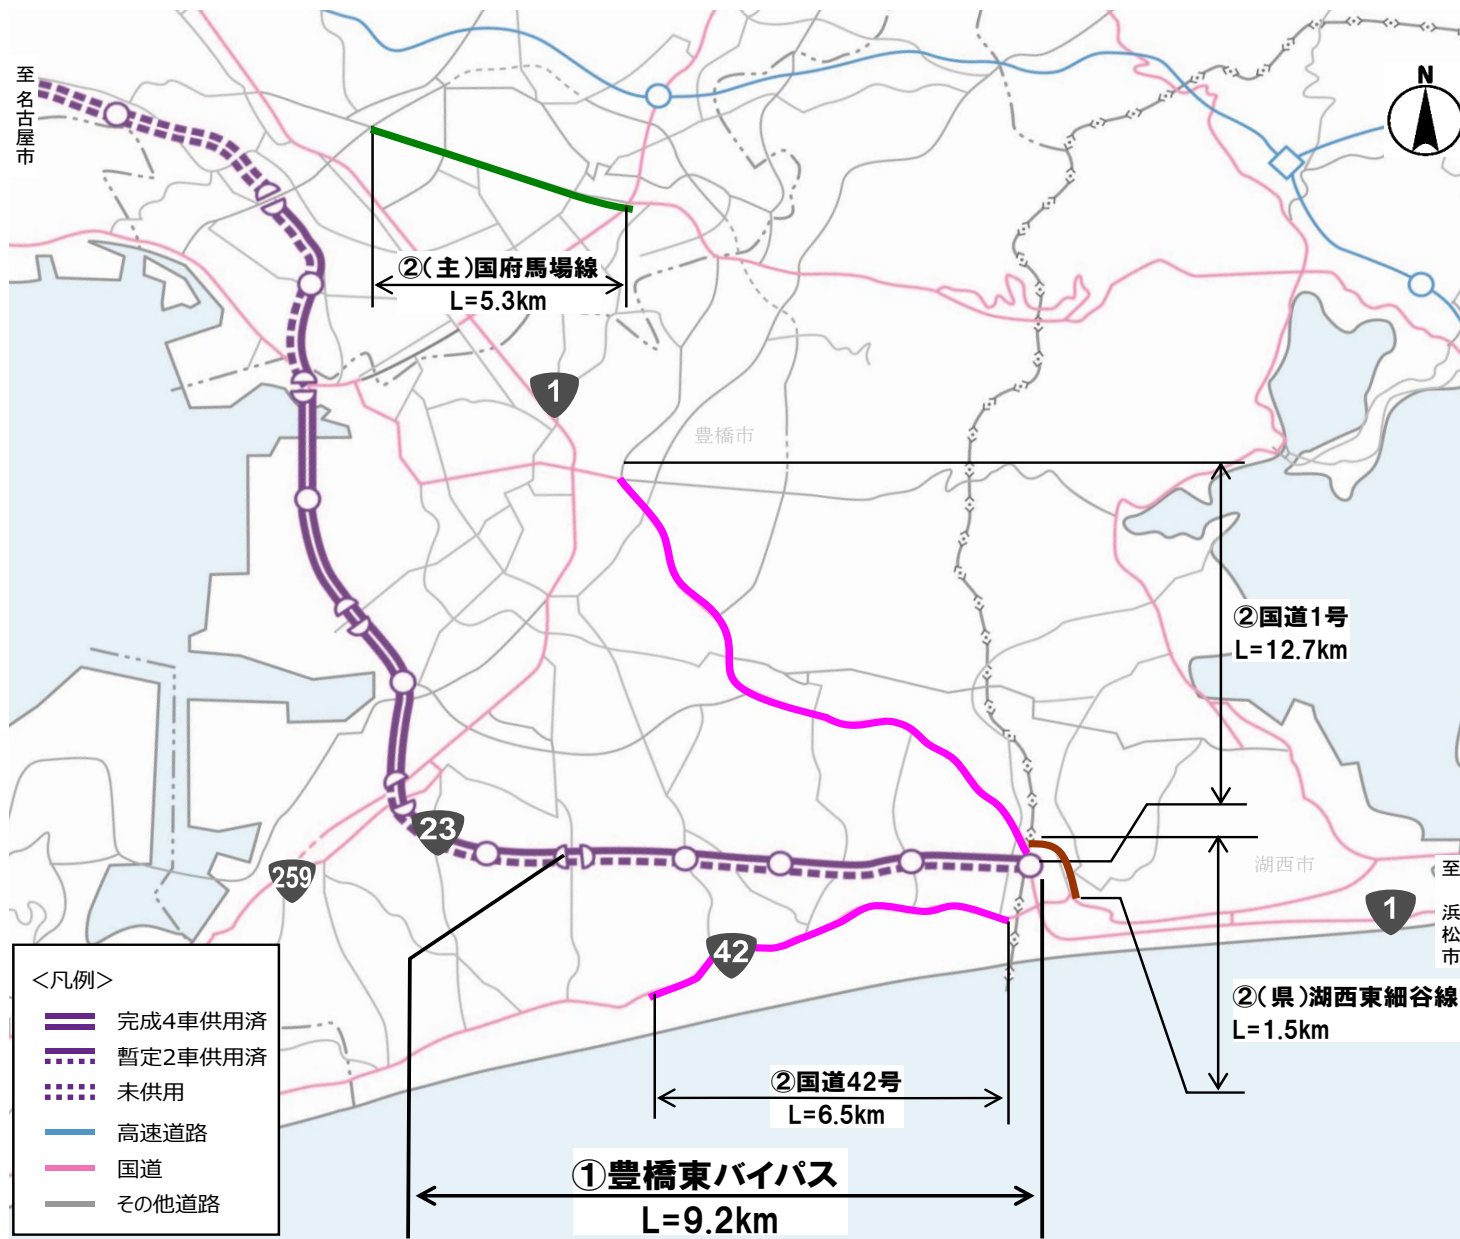 至 名古屋市
N
②(主)国府馬場線
L=5.3km
1
豊橋市
②国道1号
L=12.7km
23
259
湖西市
至 浜松市
1
42
②(県)湖西東細谷線
L=1.5km
②国道42号
L=6.5km
①豊橋東バイパス
L=9.2km
<凡例>
完成4車供用済
暫定2車供用済
未供用
高速道路
国道
その他道路